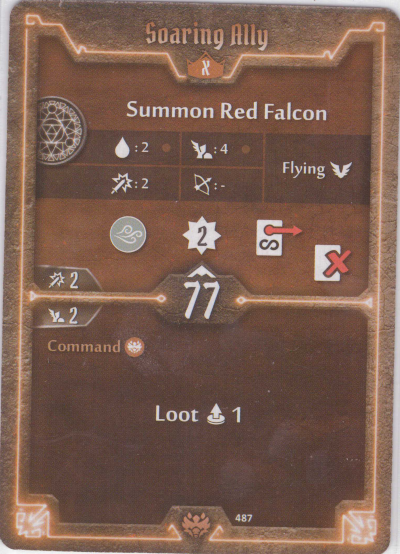 Soaring Ally
X
Summon Red Falcon
: 2
: 4
Flying
: 2
: -
2
2
77
2
Command
Loot 1
487